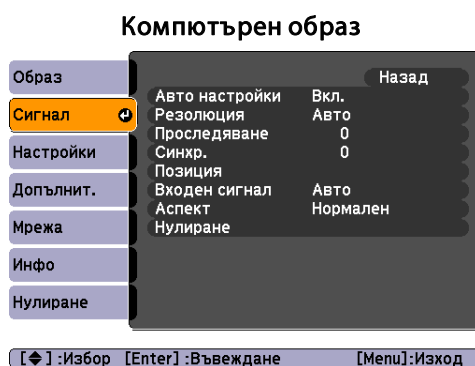 Компютърен образ
Образ
Сигнал
Настройки
Допълнит.
Мрежа
Инфо
Нулиране
Назад
Авто настройки Вкл.
Резолюция Авто
Проследяване 0
Синхр. 0
Позиция
Входен сигнал Авто
Аспект Нормален
Нулиране
[◆] :Избор [Enter] :Въвеждане [Menu]:Изход